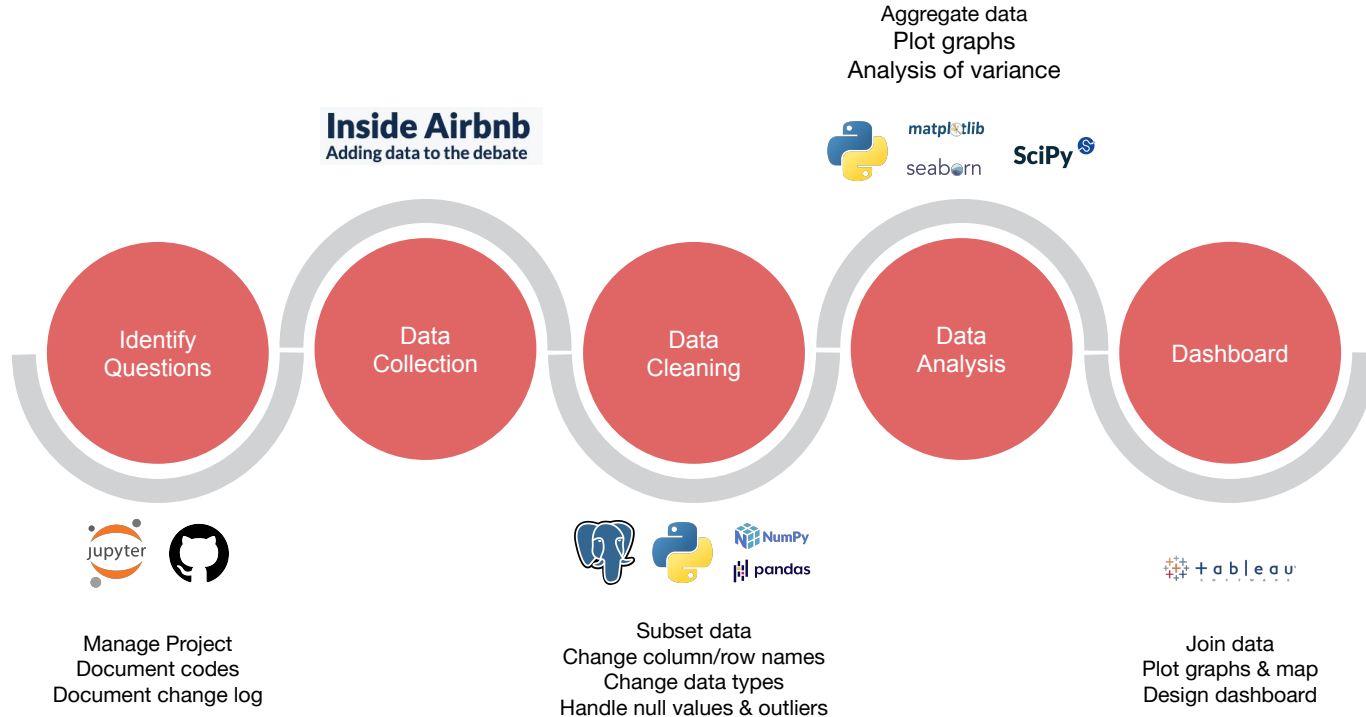 Identify
Questions
jupyter
Manage Project
Document codes
Document change log
Inside Airbnb
Adding data to the debate
Data
Collection
Data
Cleaning
NumPy
pandas
Subset data
Change column/row names
Change data types
Handle null values & outliers
Aggregate data
Plot graphs
Analysis of variance
matplotlib
seaborn
SciPy
Data
Analysis
Dashboard
+ableau
SOFTWARE
Join data
Plot graphs & map
Design dashboard